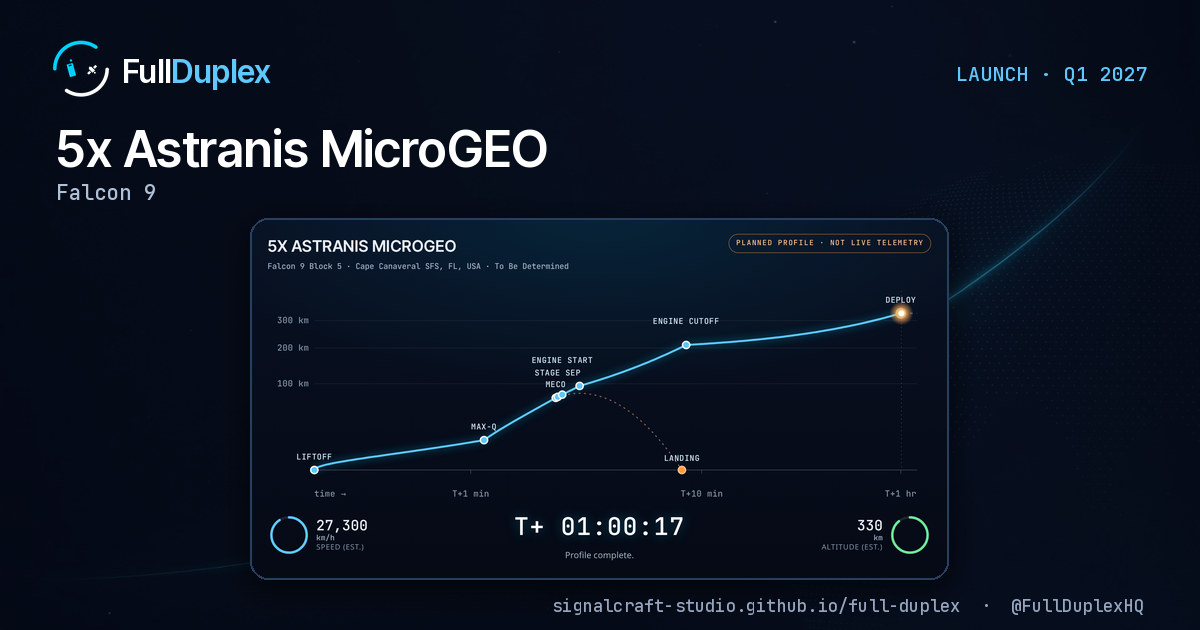 FullDuplex
LAUNCH · Q1 2027
5x Astranis MicroGEO
Falcon 9
5X ASTRANIS MICROGEO
PLANNED PROFILE · NOT LIVE TELEMETRY
Falcon 9 Block 5 · Cape Canaveral SFS, FL, USA · To Be Determined
DEPLOY
300 km
ENGINE CUTOFF
200 km
ENGINE START
STAGE SEP
100 km
MECO
MAX-Q
LIFTOFF
LANDING
time →
T+1 min
T+10 min
T+1 hr
27,300
km/h
SPEED (EST.)
T+ 01:00:17
Profile complete.
330
km
ALTITUDE (EST.)
signalcraft-studio.github.io/full-duplex · @FullDuplexHQ